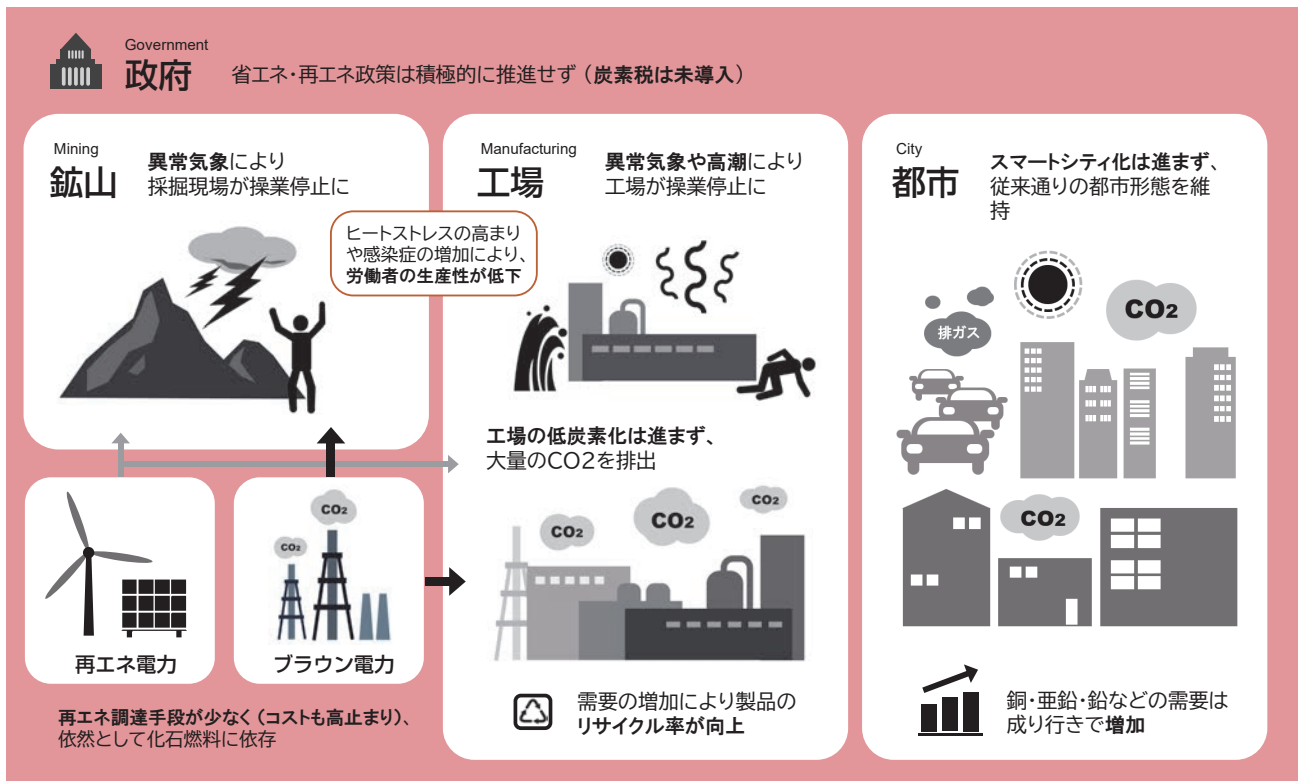 Government
政府
省エネ・再エネ政策は積極的に推進せず（炭素税は未導入）
Mining
鉱山
異常気象により
採掘現場が操業停止に
ヒートストレスの高まり
や感染症の増加により、
労働者の生産性が低下
Manufacturing
工場
異常気象や高潮により
工場が操業停止に
工場の低炭素化は進まず、
大量のCO2を排出
CO2
CO2
CO2
需要の増加により製品の
リサイクル率が向上
City
都市
スマートシティ化は進まず、
従来通りの都市形態を維
持
排ガス
CO2
CO2
銅・亜鉛・鉛などの需要は
成り行きで増加
再エネ電力
CO2
CO2
ブラウン電力
再エネ調達手段が少なく（コストも高止まり）、
依然として化石燃料に依存